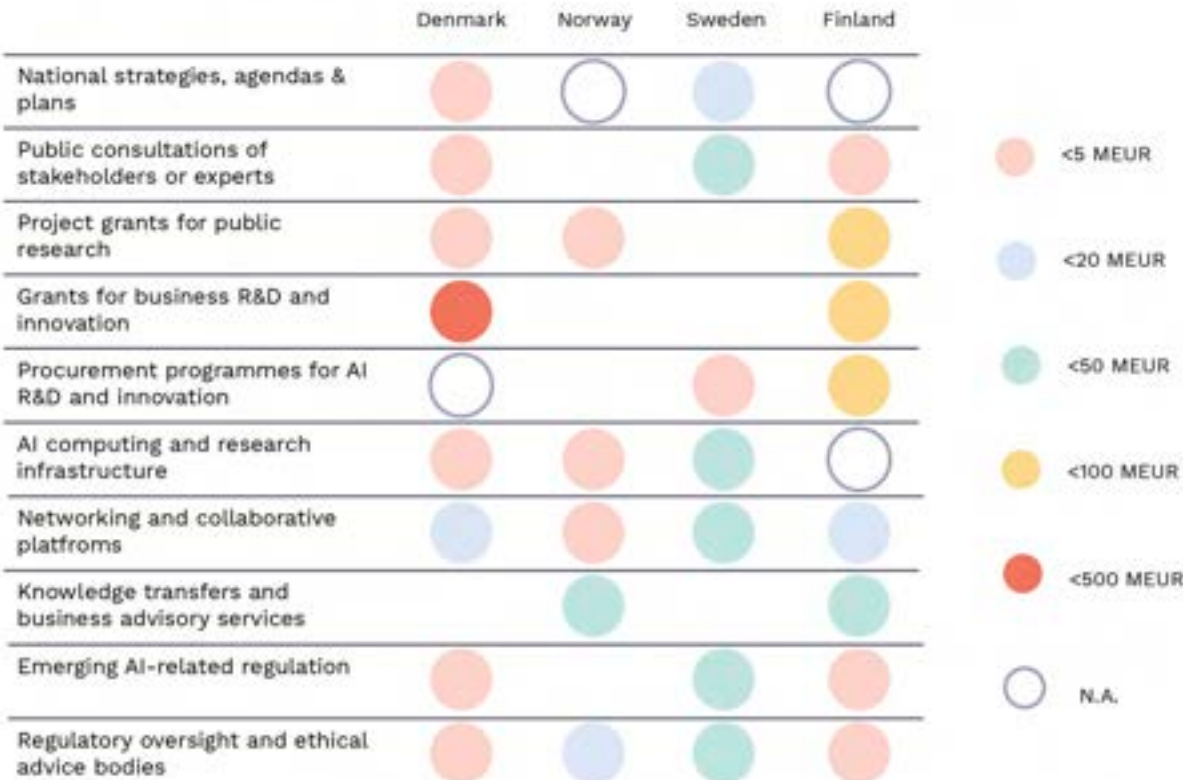 Denmark Norway Sweden Finland
National strategies, agendas &
plans
Public consultations of
stakeholders or experts
Project grants for public
research
Grants for business R&D and
innovation
Procurement programmes for AI
R&D and innovation
AI computing and research
infrastructure
Networking and collaborative
platfroms
Knowledge transfers and
business advisory services
Emerging AI-related regulation
Regulatory oversight and ethical
advice bodies
<5 MEUR
<20 MEUR
<50 MEUR
<100 MEUR
<500 MEUR
N.A.